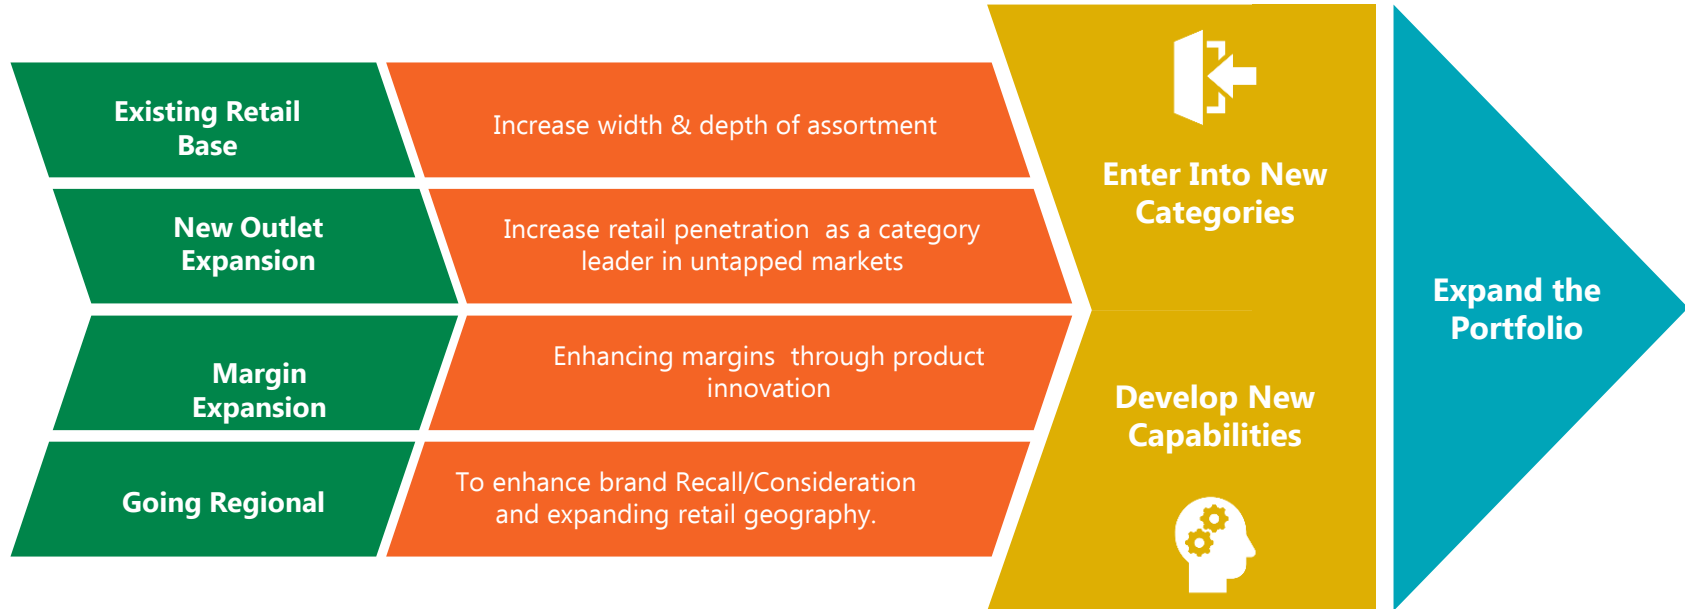 Existing Retail
Base
Increase width & depth of assortment
New Outlet
Expansion
Increase retail penetration  as a category
leader in untapped markets
Margin
Expansion
Enhancing margins  through product
innovation
Going Regional
To enhance brand Recall/Consideration
and expanding retail geography.
Enter Into New
Categories
Develop New
Capabilities
Expand the
Portfolio